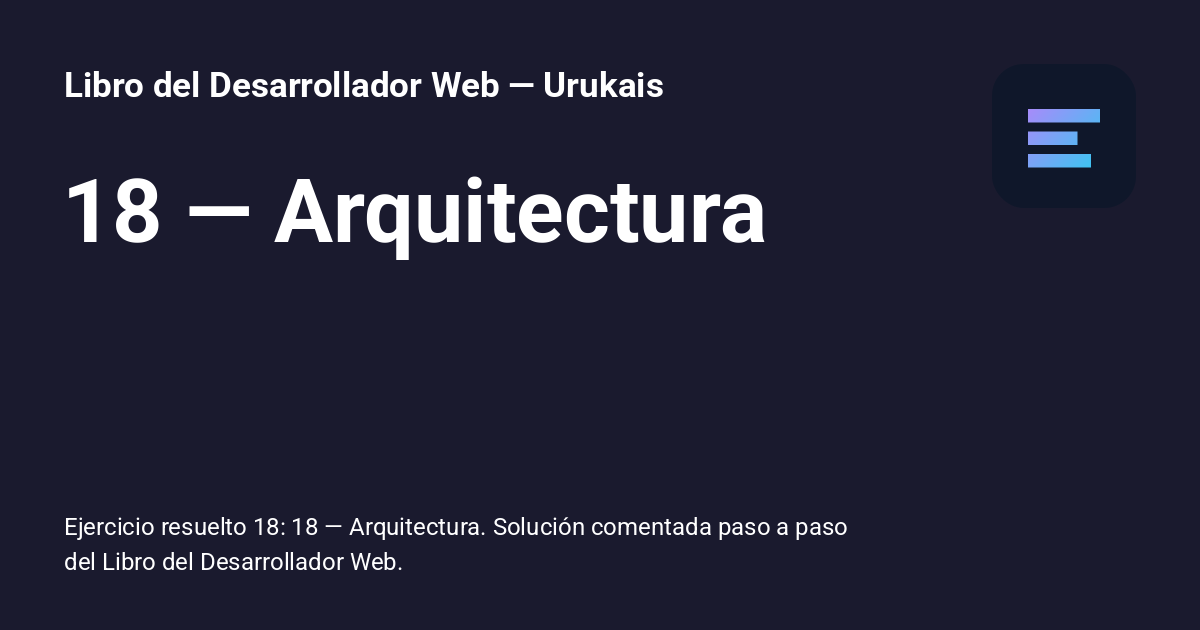 Libro del Desarrollador Web — Urukais
18 — Arquitectura
Ejercicio resuelto 18: 18 — Arquitectura. Solución comentada paso a paso
del Libro del Desarrollador Web.